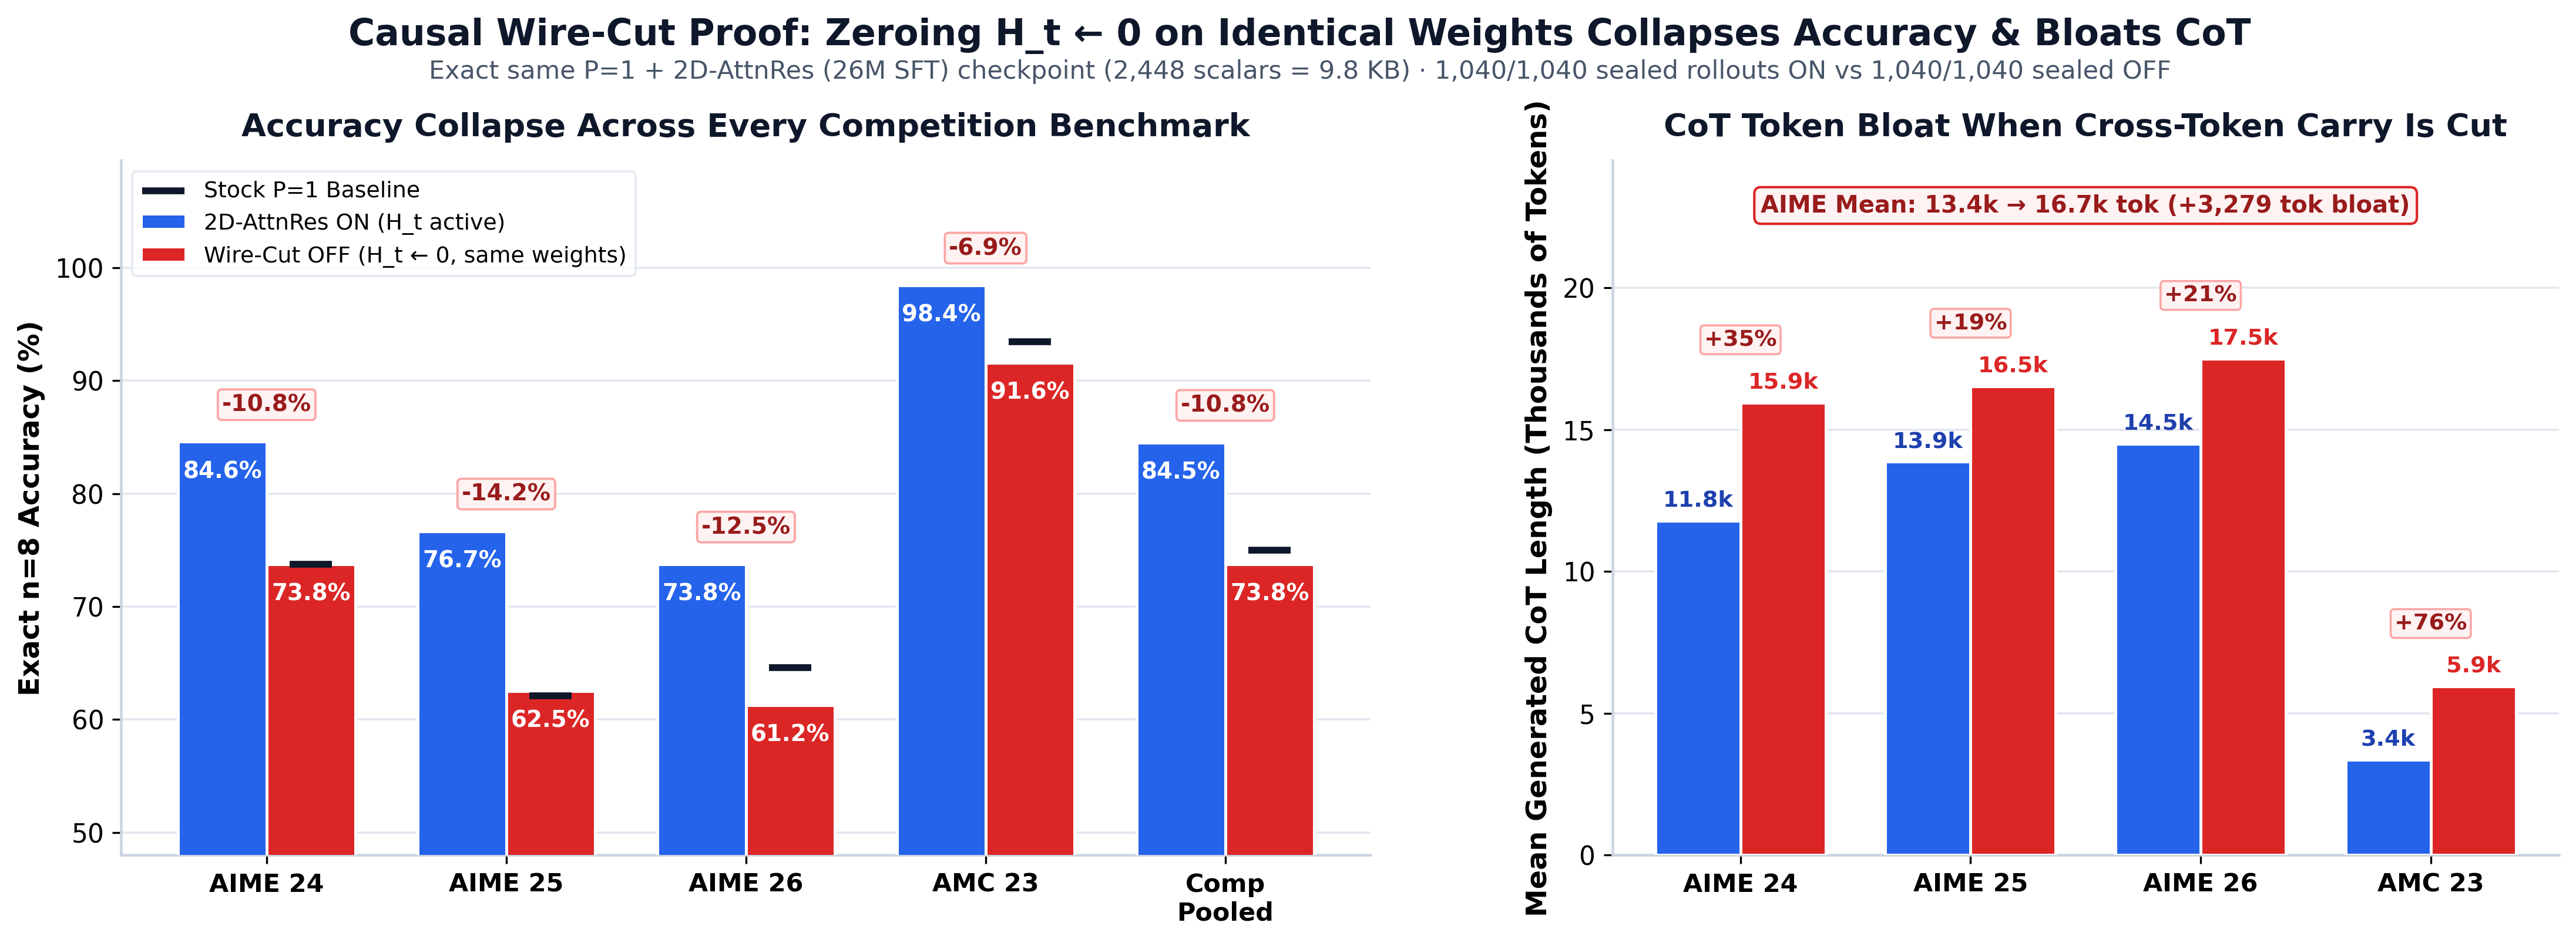 Causal Wire-Cut Proof: Zeroing H_t ← 0 on Identical Weights Collapses Accuracy & Bloats CoT
Exact same P=1 + 2D-AttnRes (26M SFT) checkpoint (2,448 scalars = 9.8 KB) · 1,040/1,040 sealed rollouts ON vs 1,040/1,040 sealed OFF
Accuracy Collapse Across Every Competition Benchmark
Stock P=1 Baseline
2D-AttnRes ON (H_t active)
Wire-Cut OFF (H_t ← 0, same weights)
Exact n=8 Accuracy (%)
100
90
80
70
60
50
-10.8%
-14.2%
-12.5%
-6.9%
-10.8%
84.6%
73.8%
76.7%
62.5%
73.8%
61.2%
98.4%
91.6%
84.5%
73.8%
AIME 24
AIME 25
AIME 26
AMC 23
Comp
Pooled
CoT Token Bloat When Cross-Token Carry Is Cut
AIME Mean: 13.4k → 16.7k tok (+3,279 tok bloat)
Mean Generated CoT Length (Thousands of Tokens)
20
15
10
5
0
+35%
+19%
+21%
+76%
11.8k
15.9k
13.9k
16.5k
14.5k
17.5k
3.4k
5.9k
AIME 24
AIME 25
AIME 26
AMC 23